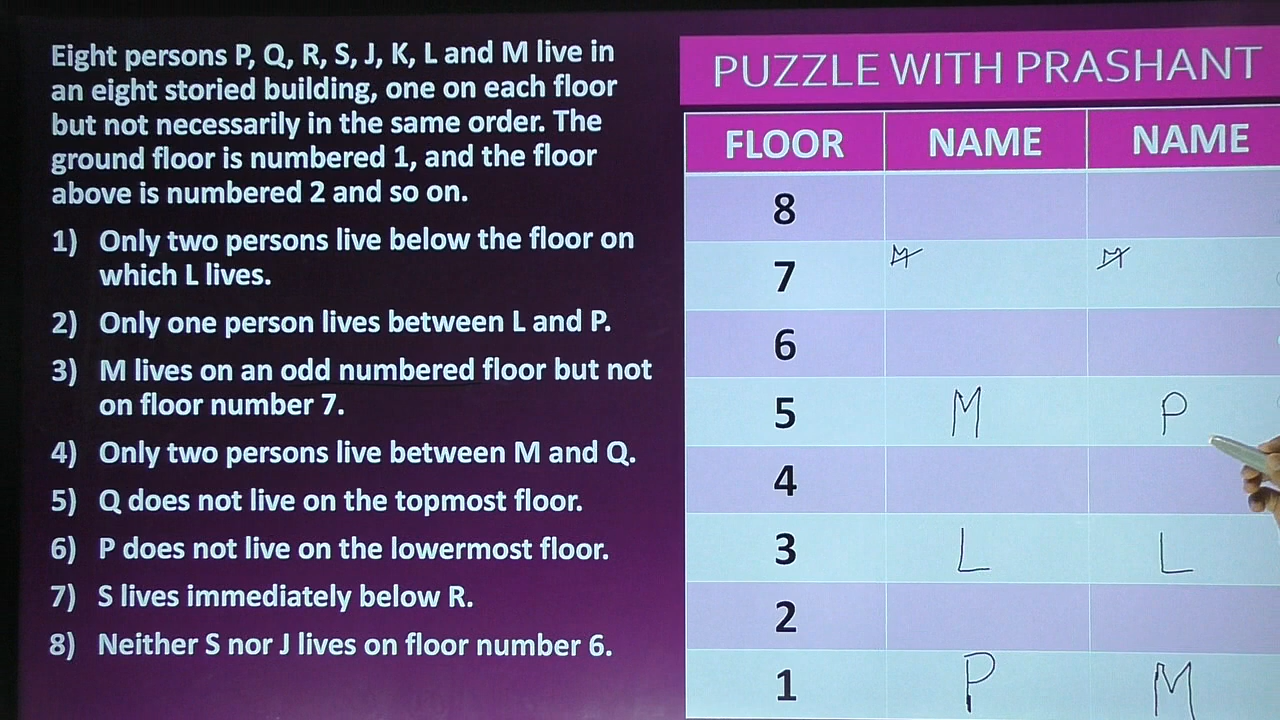 Eight persons P, Q, R, S, J, K, L and M live in
an eight storied building, one on each floor
but not necessarily in the same order. The
ground floor is numbered 1, and the floor
above is numbered 2 and so on.
1) Only two persons live below the floor on
which L lives.
2) Only one person lives between L and P.
3) M lives on an odd numbered floor but not
on floor number 7.
4) Only two persons live between M and Q.
5) Q does not live on the topmost floor.
6) P does not live on the lowermost floor.
7) S lives immediately below R.
8) Neither S nor J lives on floor number 6.
PUZZLE WITH PRASHANT
FLOOR NAME NAME
8
7 M M
6
5 M P
4
3 L L
2
1 P M